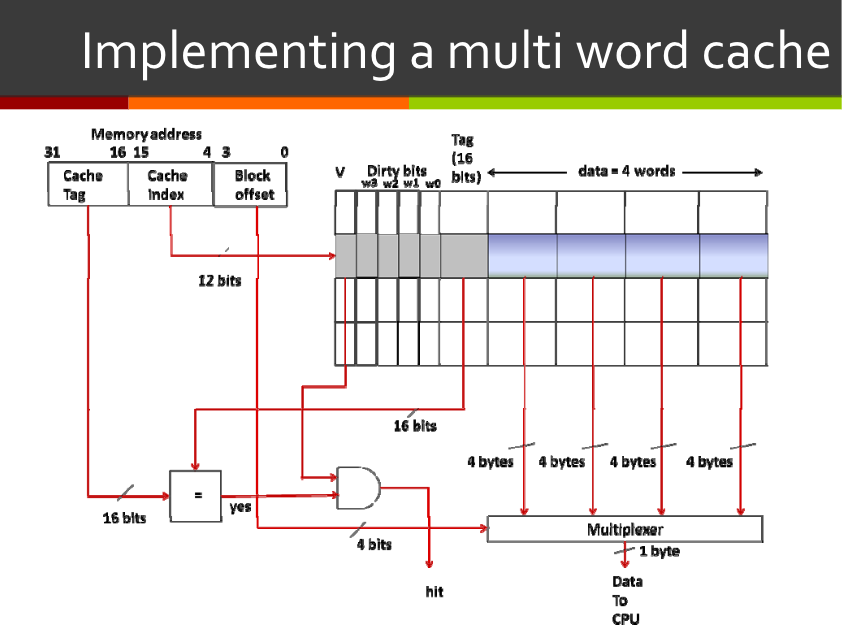 Implementing a multi word cache
Memory address
31 16 15 4 3 0
Cache Tag
Cache Index
Block offset
V
Dirty bits
w3 w2 w1 w0
Tag
(16
bits)
data = 4 words
12 bits
16 bits
4 bytes 4 bytes 4 bytes 4 bytes
=
yes
16 bits
4 bits
Multiplexer
1 byte
hit
Data
To
CPU